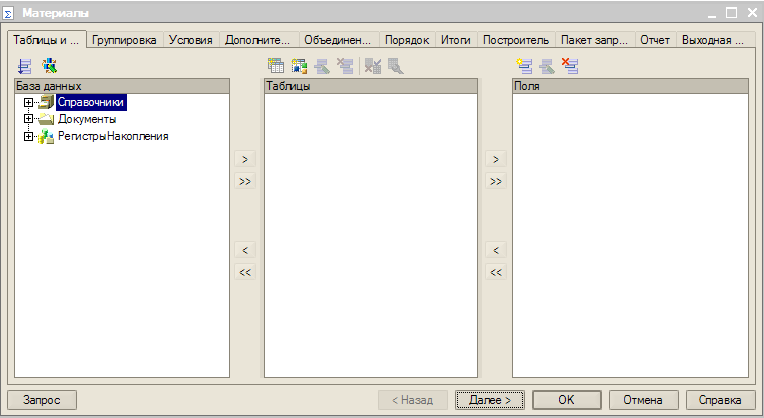 Материалы
Таблицы и ... Группировка Условия Дополните... Объединен... Порядок Итоги Построитель Пакет запр... Отчет Выходная ...
База данных Таблицы Поля
Справочники
Документы
РегистрыНакопления
> >
>> >>
< <
<< <<
Запрос < Назад Далее > OK Отмена Справка